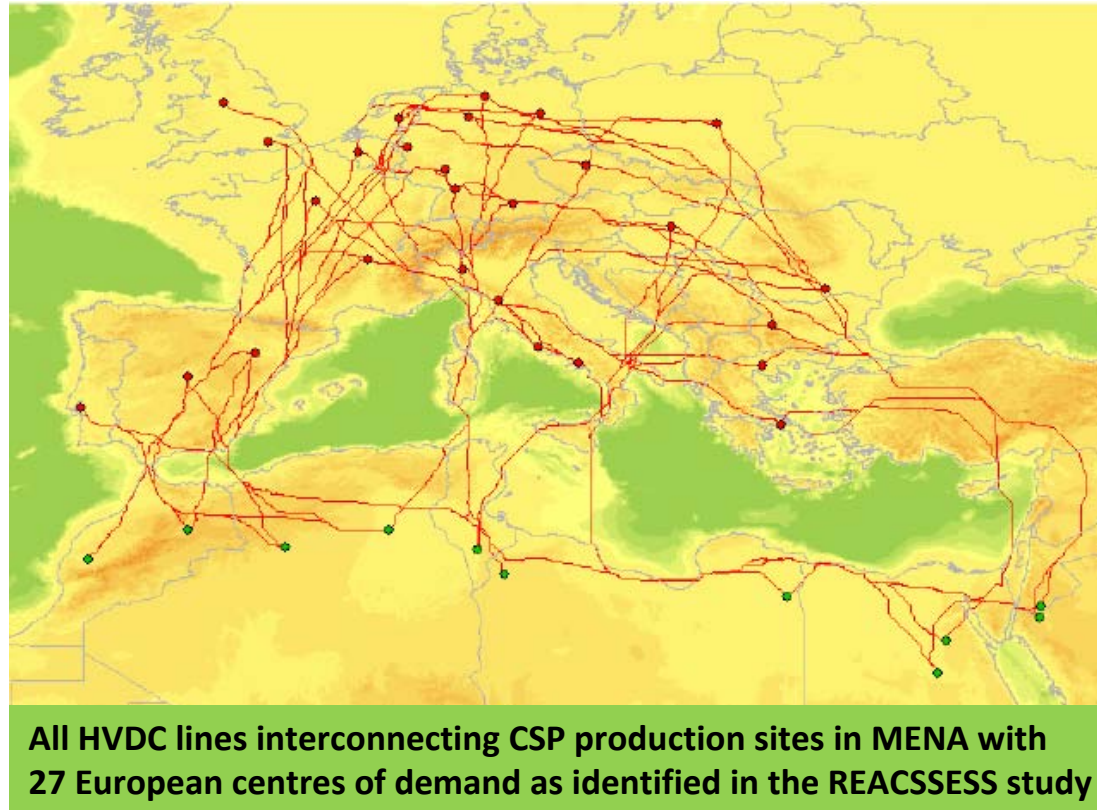 All HVDC lines interconnecting CSP production sites in MENA with
27 European centres of demand as identified in the REACSSESS study